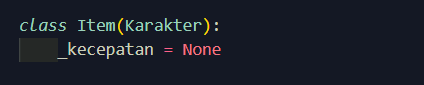 class Item(Karakter):
    _kecepatan = None